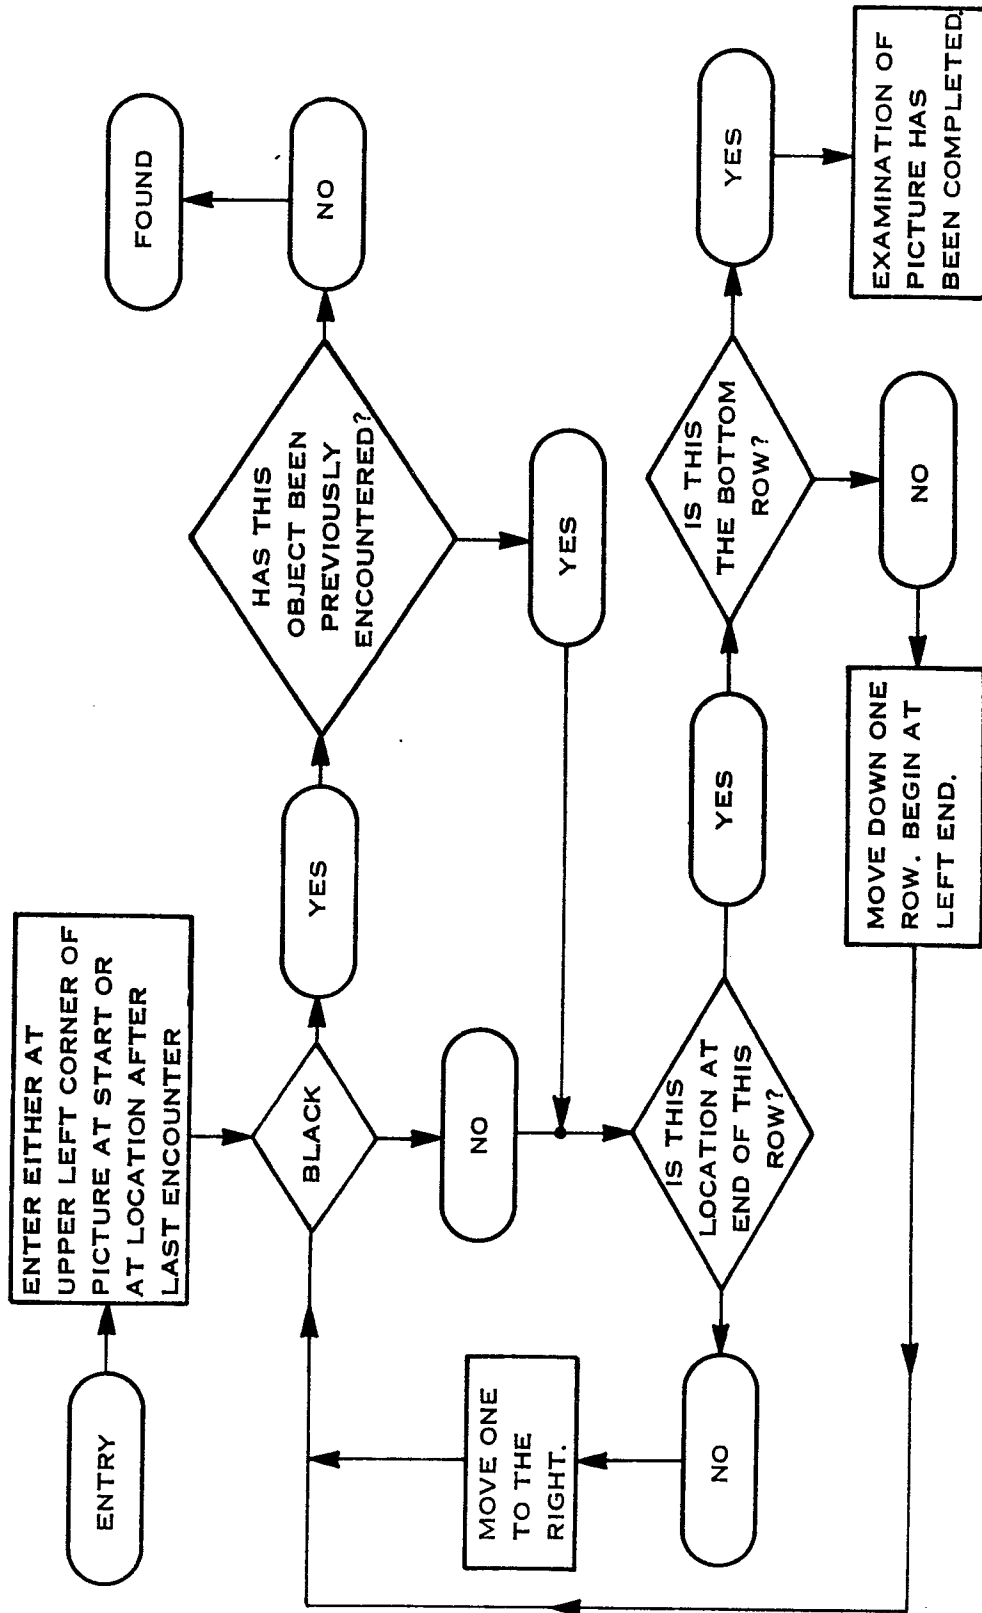 ENTRY
ENTER EITHER AT
UPPER LEFT CORNER OF
PICTURE AT START OR
AT LOCATION AFTER
LAST ENCOUNTER
BLACK
YES
HAS THIS
OBJECT BEEN
PREVIOUSLY
ENCOUNTERED?
NO
FOUND
YES
NO
IS THIS
LOCATION AT
END OF THIS
ROW?
NO
MOVE ONE
TO THE
RIGHT.
YES
IS THIS
THE BOTTOM
ROW?
YES
EXAMINATION OF
PICTURE HAS
BEEN COMPLETED.
NO
MOVE DOWN ONE
ROW. BEGIN AT
LEFT END.